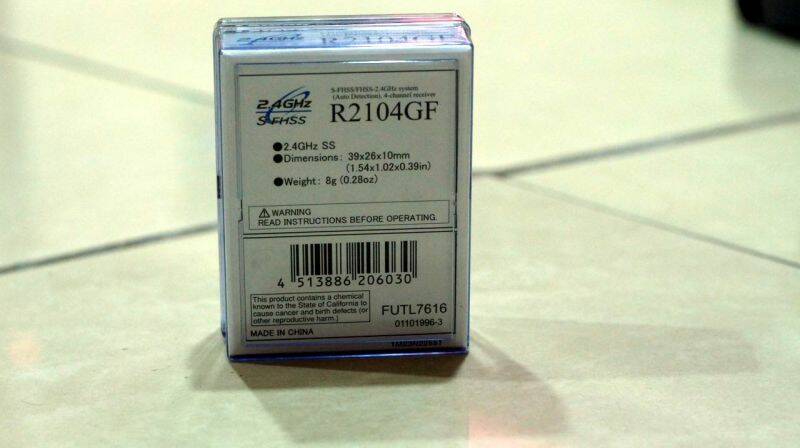 2.4GHz R2104GF
S-FHSS/FHSS-2.4GHz system
(Auto Detection), 4-channel receiver
2.4GHz
S-FHSS
R2104GF
●2.4GHz SS
●Dimensions: 39x26x10mm
(1.54x1.02x0.39in)
●Weight: 8g (0.28oz)
⚠WARNING
READ INSTRUCTIONS BEFORE OPERATING.
4 513886 206030
This product contains a chemical
known to the State of California to
cause cancer and birth defects (or
other reproductive harm.)
FUTL7616
01101996-3
MADE IN CHINA